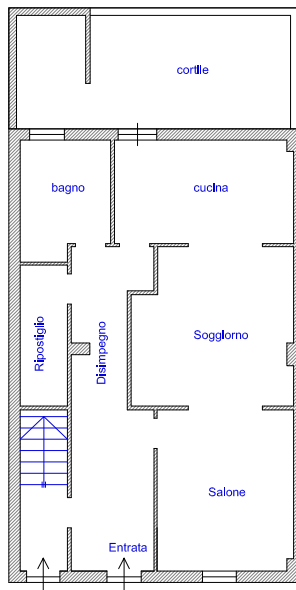 cortile
bagno
cucina
Ripostiglio
Disimpegno
Soggiorno
Salone
Entrata